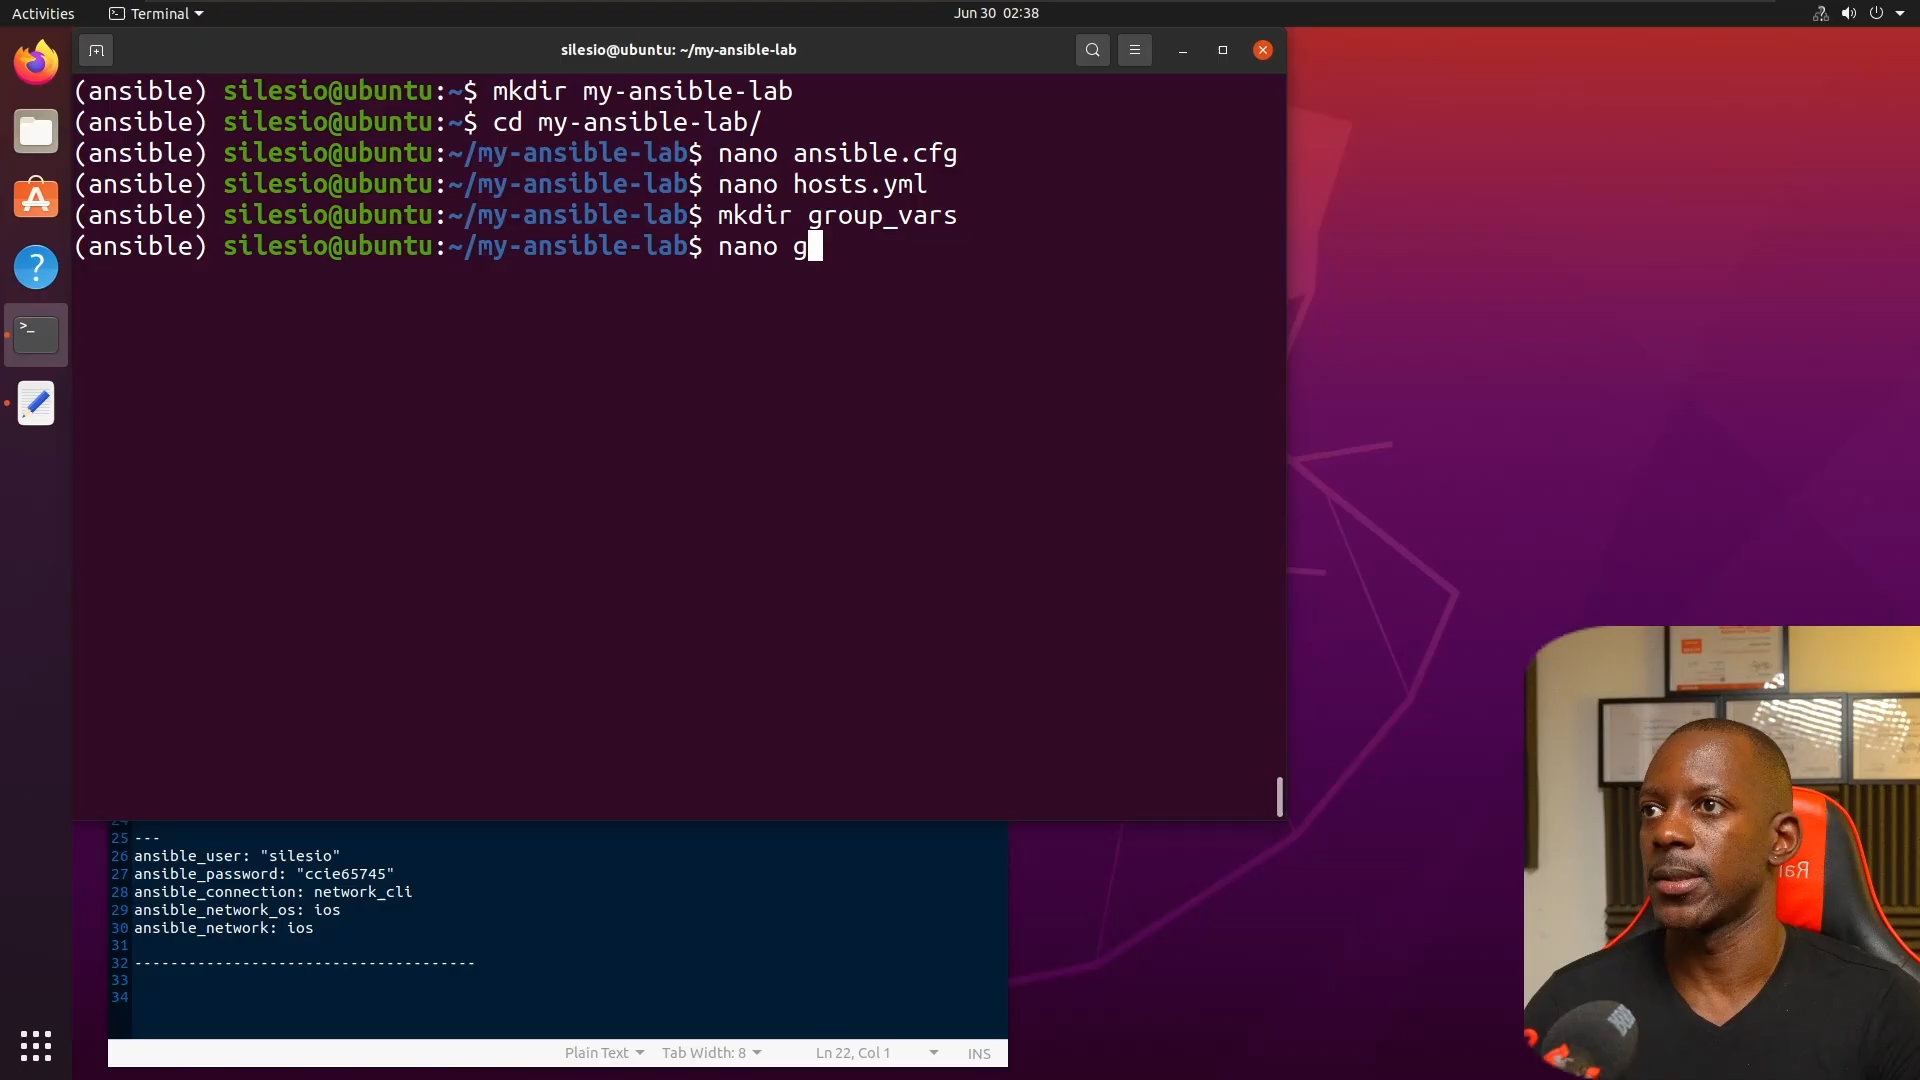 Activities
Terminal
Jun 30 02:38
silesio@ubuntu: ~/my-ansible-lab
(ansible) silesio@ubuntu:~$ mkdir my-ansible-lab
(ansible) silesio@ubuntu:~$ cd my-ansible-lab/
(ansible) silesio@ubuntu:~/my-ansible-lab$ nano ansible.cfg
(ansible) silesio@ubuntu:~/my-ansible-lab$ nano hosts.yml
(ansible) silesio@ubuntu:~/my-ansible-lab$ mkdir group_vars
(ansible) silesio@ubuntu:~/my-ansible-lab$ nano g
24
25 ---
26 ansible_user: "silesio"
27 ansible_password: "ccie65745"
28 ansible_connection: network_cli
29 ansible_network_os: ios
30 ansible_network: ios
31
32 --------------------------------------
33
34
Plain Text Tab Width: 8 Ln 22, Col 1 INS